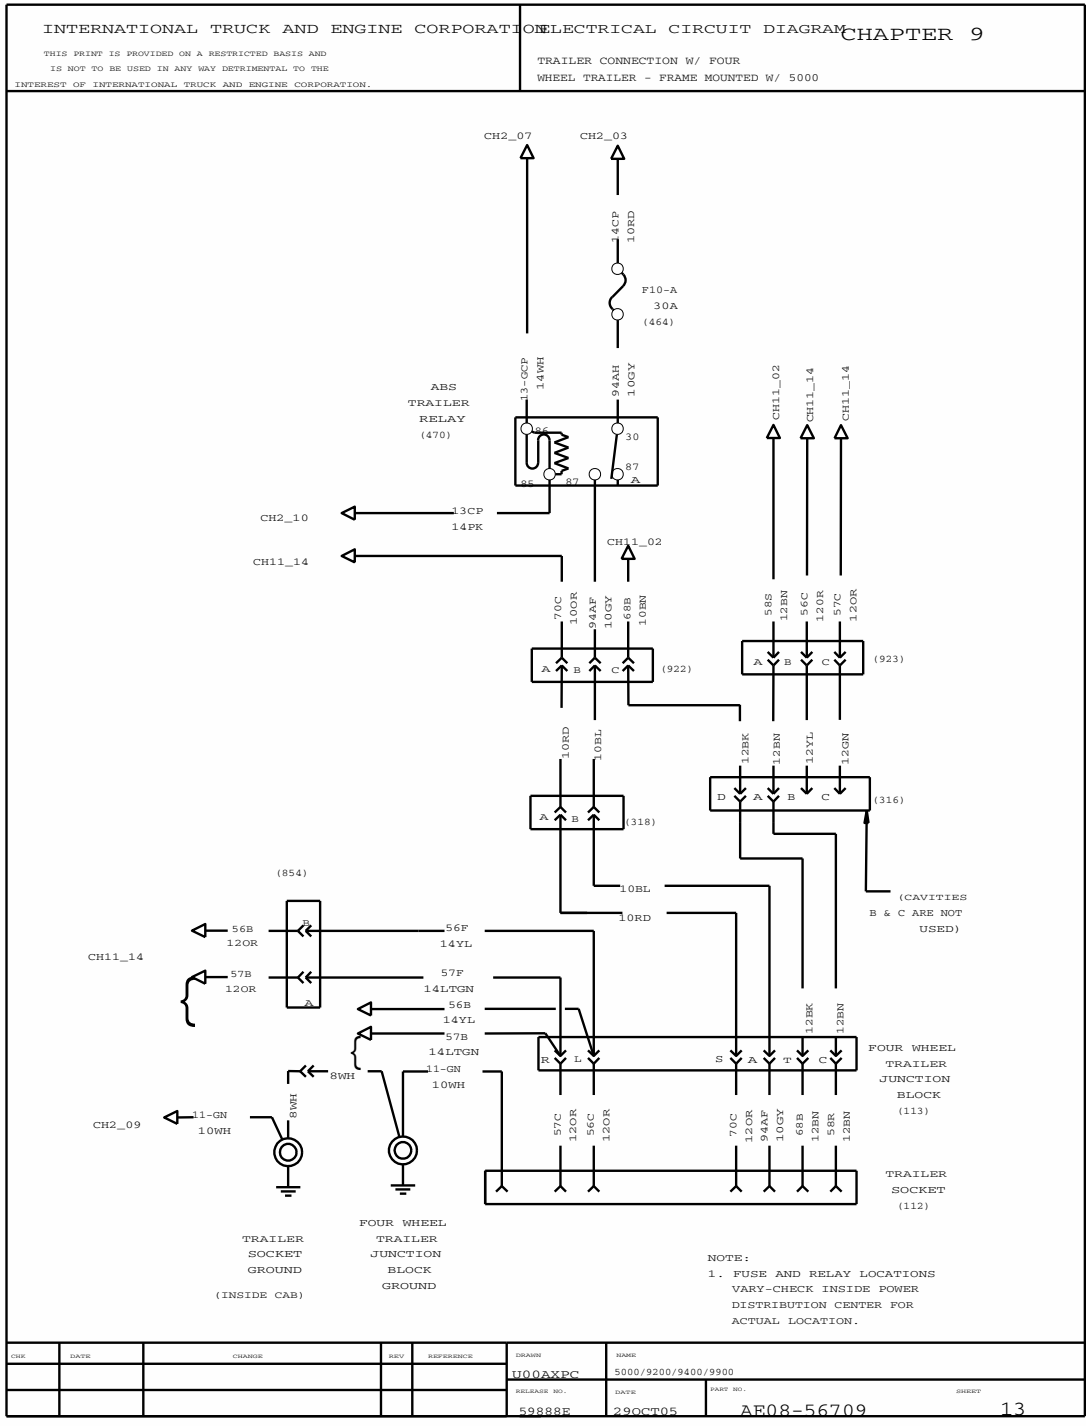 INTERNATIONAL TRUCK AND ENGINE CORPORATION
THIS PRINT IS PROVIDED ON A RESTRICTED BASIS AND
IS NOT TO BE USED IN ANY WAY DETRIMENTAL TO THE
INTEREST OF INTERNATIONAL TRUCK AND ENGINE CORPORATION.
ELECTRICAL CIRCUIT DIAGRAM
CHAPTER 9
TRAILER CONNECTION W/ FOUR
WHEEL TRAILER - FRAME MOUNTED W/ 5000
CH2_07
CH2_03
14CP
10RD
F10-A
30A
(464)
13-GCP
14WH
94AH
10GY
CH11_02
CH11_14
CH11_14
ABS
TRAILER
RELAY
(470)
86
30
87
A
85
87
CH2_10
13CP
14PK
CH11_14
CH11_02
70C
10OR
94AF
10GY
68B
10BN
58S
12BN
56C
12OR
57C
12OR
A
B
C
(922)
A
B
C
(923)
10RD
10BL
12BK
12BN
12YL
12GN
A
B
(318)
D
A
B
C
(316)
(854)
10BL
10RD
(CAVITIES
B & C ARE NOT
USED)
B
56B
12OR
56F
14YL
CH11_14
57B
12OR
A
57F
14LTGN
56B
14YL
57B
14LTGN
12BK
12BN
R
L
S
A
T
C
FOUR WHEEL
TRAILER
JUNCTION
BLOCK
(113)
8WH
11-GN
10WH
8WH
CH2_09
11-GN
10WH
57C
12OR
56C
12OR
70C
12OR
94AF
10GY
68B
12BN
58R
12BN
TRAILER
SOCKET
(112)
TRAILER
SOCKET
GROUND
(INSIDE CAB)
FOUR WHEEL
TRAILER
JUNCTION
BLOCK
GROUND
NOTE:
1. FUSE AND RELAY LOCATIONS
VARY-CHECK INSIDE POWER
DISTRIBUTION CENTER FOR
ACTUAL LOCATION.
CHK
DATE
CHANGE
REV
REFERENCE
DRAWN
U00AXPC
NAME
5000/9200/9400/9900
RELEASE NO.
59888E
DATE
29OCT05
PART NO.
AE08-56709
SHEET
13